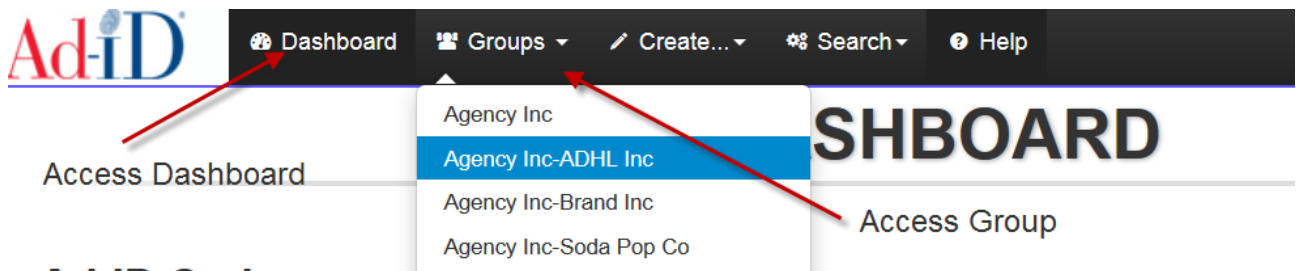 Ad-iD Dashboard Groups Create... Search Help
Agency Inc
SHBOARD
Agency Inc-ADHL Inc
Access Dashboard
Agency Inc-Brand Inc
Access Group
Agency Inc-Soda Pop Co